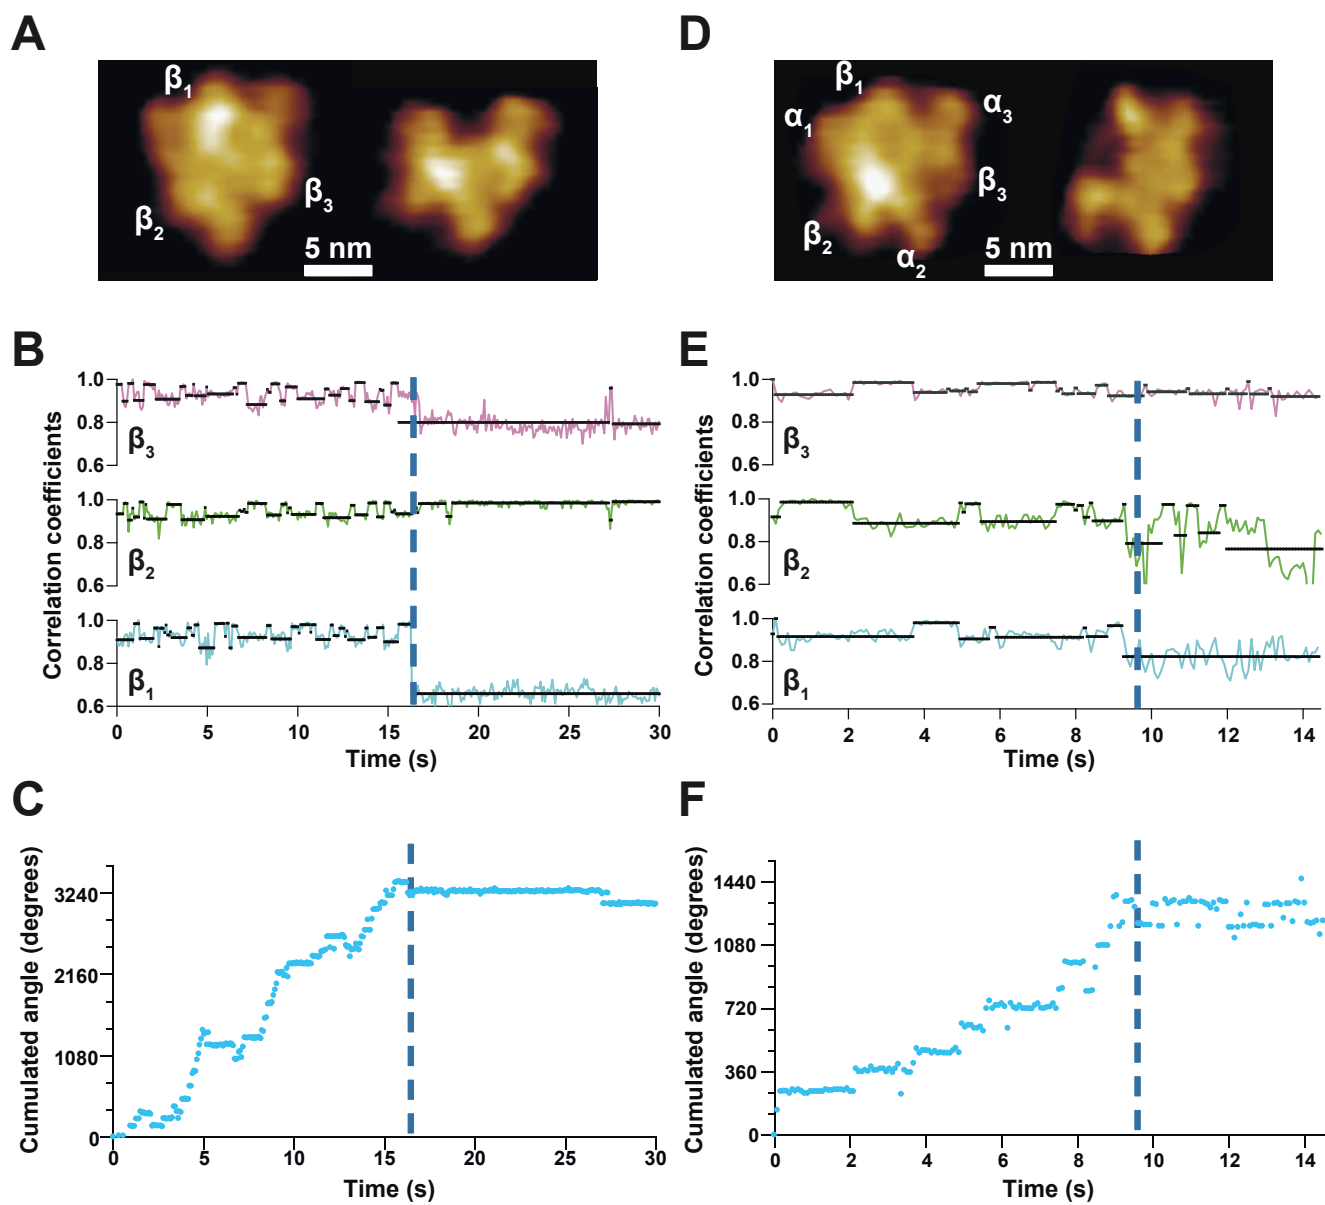 A
β1
β2
β3
5 nm
D
β1
α1
α3
β3
β2
α2
5 nm
B
Correlation coefficients
1.0
0.8
0.6
β3
1.0
0.8
0.6
β2
1.0
0.8
0.6
β1
0 5 10 15 20 25 30
Time (s)
E
Correlation coefficients
1.0
0.8
0.6
β3
1.0
0.8
0.6
β2
1.0
0.8
0.6
β1
0 2 4 6 8 10 12 14
Time (s)
C
Cumulated angle (degrees)
3240
2160
1080
0
0 5 10 15 20 25 30
Time (s)
F
Cumulated angle (degrees)
1440
1080
720
360
0
0 2 4 6 8 10 12 14
Time (s)